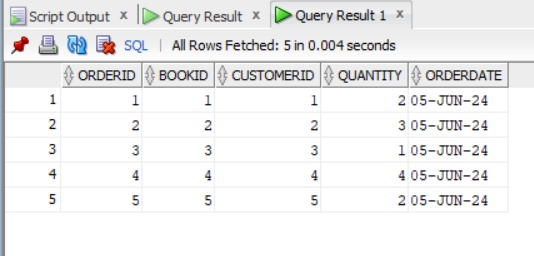 Script Output x Query Result x Query Result 1 x
SQL | All Rows Fetched: 5 in 0.004 seconds
ORDERID BOOKID CUSTOMERID QUANTITY ORDERDATE
1 1 1 1 2 05-JUN-24
2 2 2 2 3 05-JUN-24
3 3 3 3 1 05-JUN-24
4 4 4 4 4 05-JUN-24
5 5 5 5 2 05-JUN-24